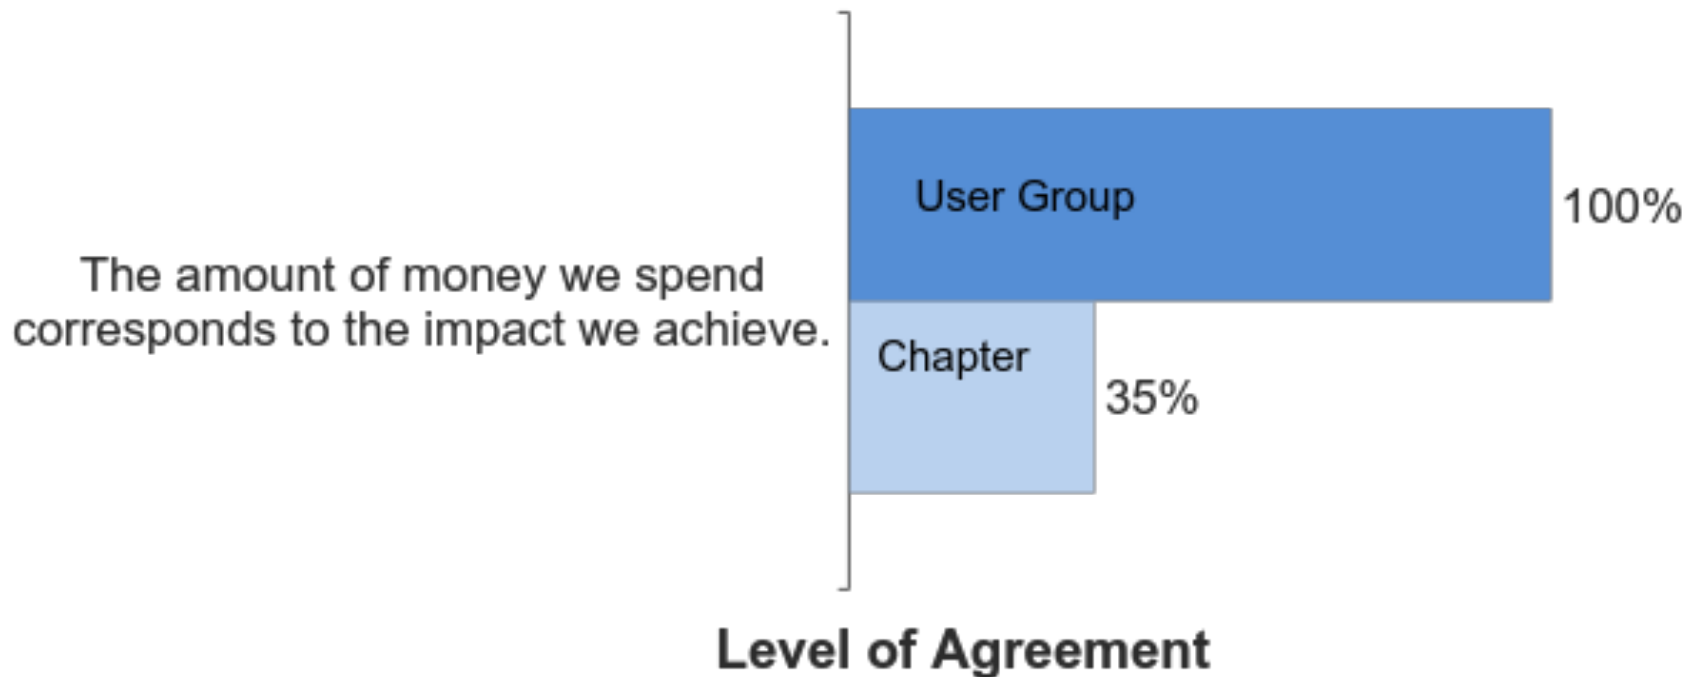 The amount of money we spend
corresponds to the impact we achieve.
User Group
100%
Chapter
35%
Level of Agreement